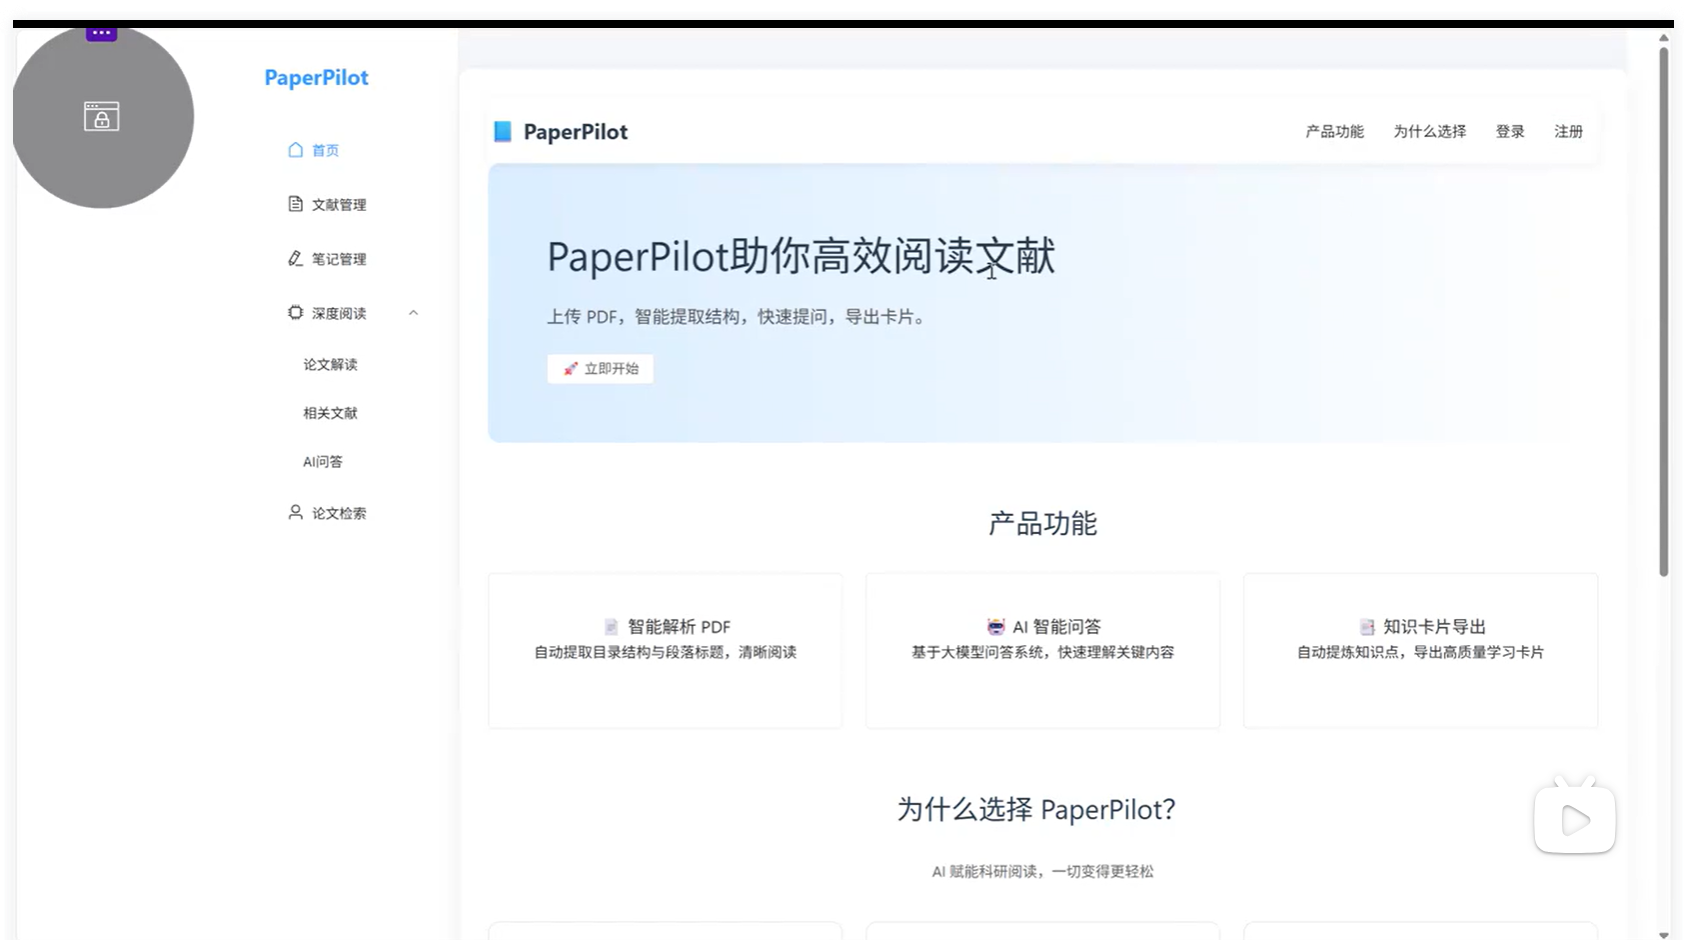 PaperPilot
首页
文献管理
笔记管理
深度阅读
论文解读
相关文献
AI问答
论文检索
PaperPilot
产品功能
为什么选择
登录
注册
PaperPilot助你高效阅读文献
上传 PDF，智能提取结构，快速提问，导出卡片。
立即开始
产品功能
智能解析 PDF
自动提取目录结构与段落标题，清晰阅读
AI 智能问答
基于大模型问答系统，快速理解关键内容
知识卡片导出
自动提炼知识点，导出高质量学习卡片
为什么选择 PaperPilot?
AI 赋能科研阅读，一切变得更轻松